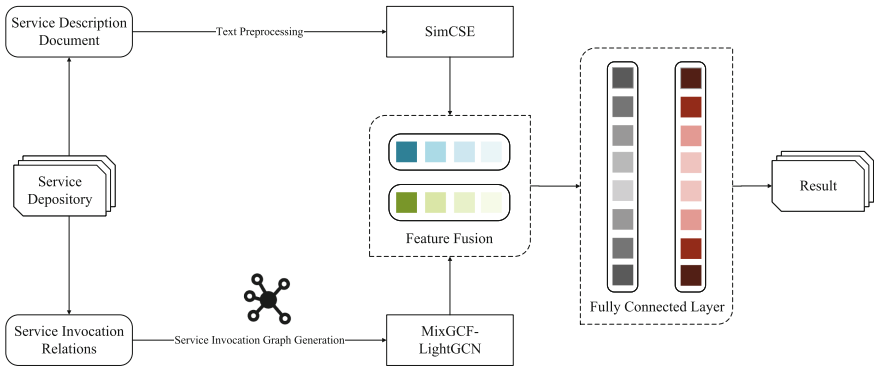 Service Description
Document
Text Preprocessing
SimCSE
Service
Depository
Feature Fusion
Fully Connected Layer
Result
Service Invocation
Relations
Service Invocation Graph Generation
MixGCF-
LightGCN